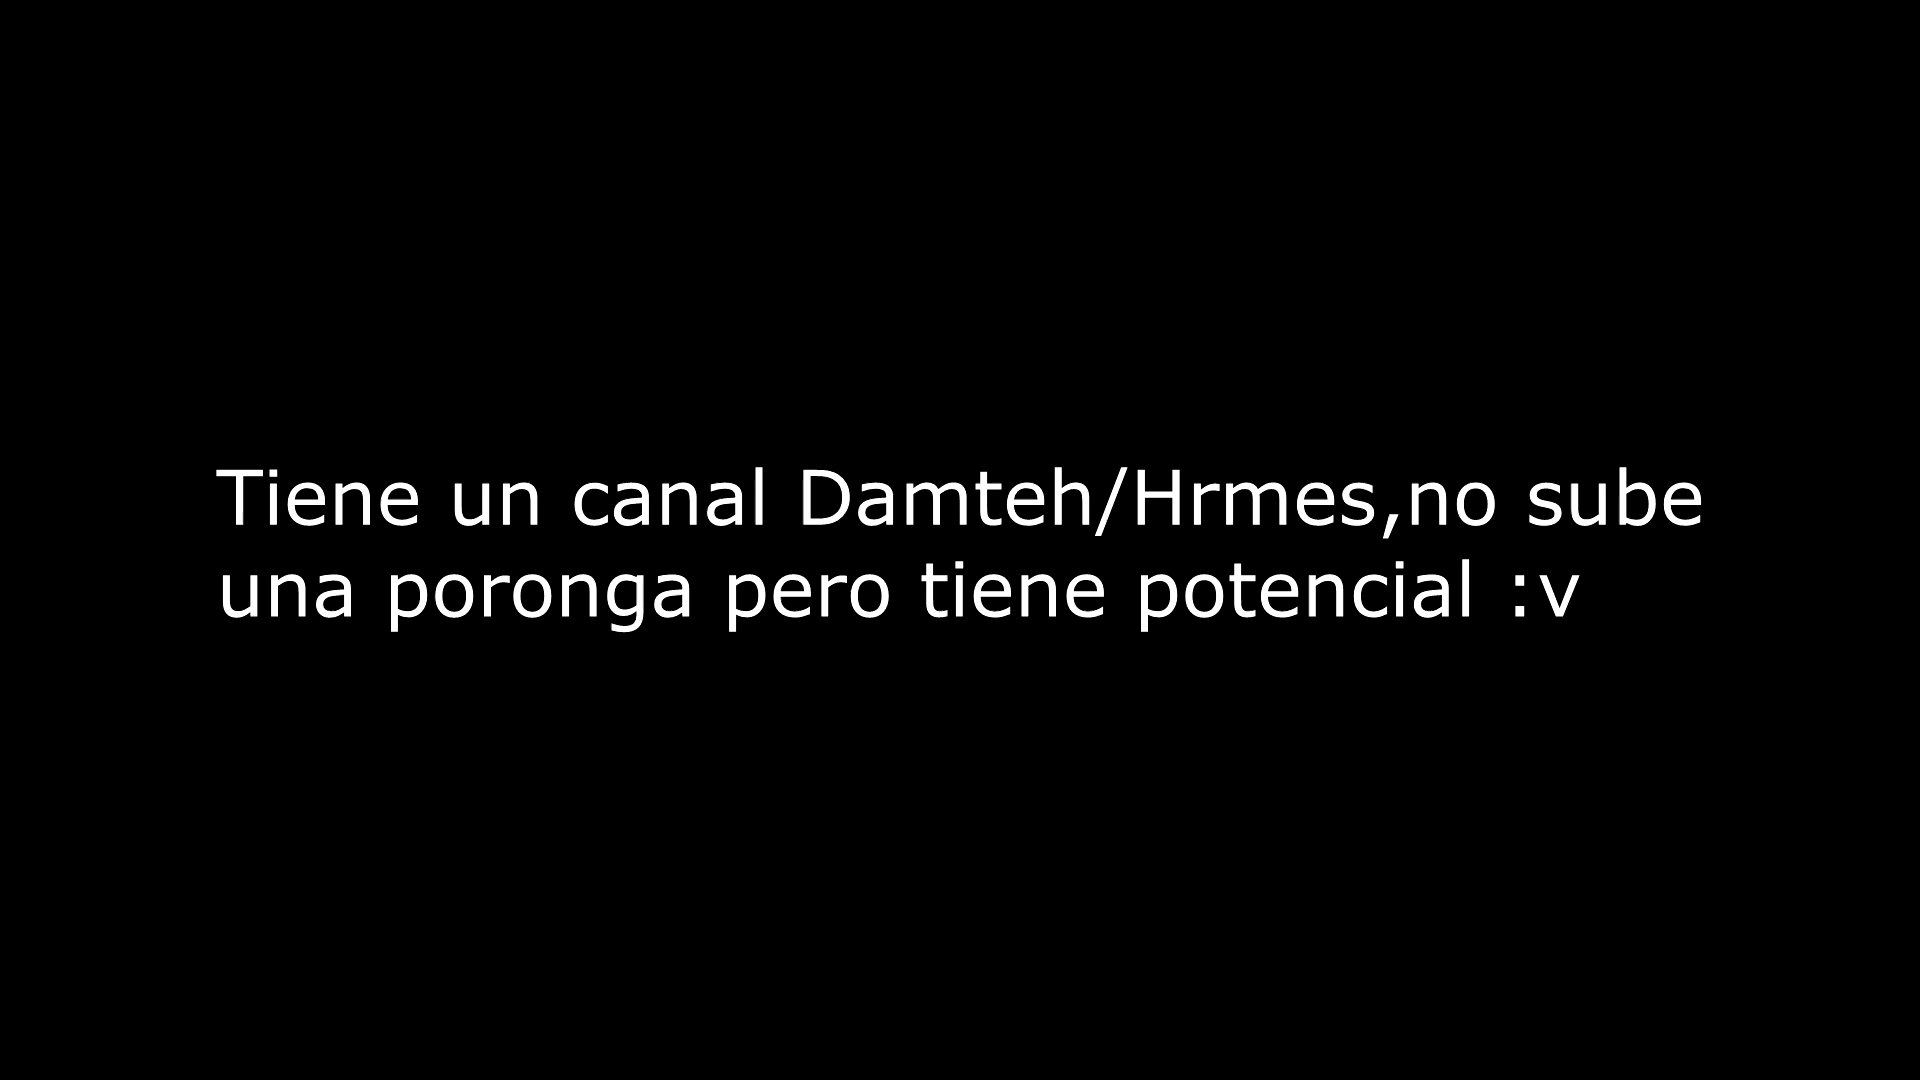 Tiene un canal Damteh/Hrmes,no sube
una poronga pero tiene potencial :v